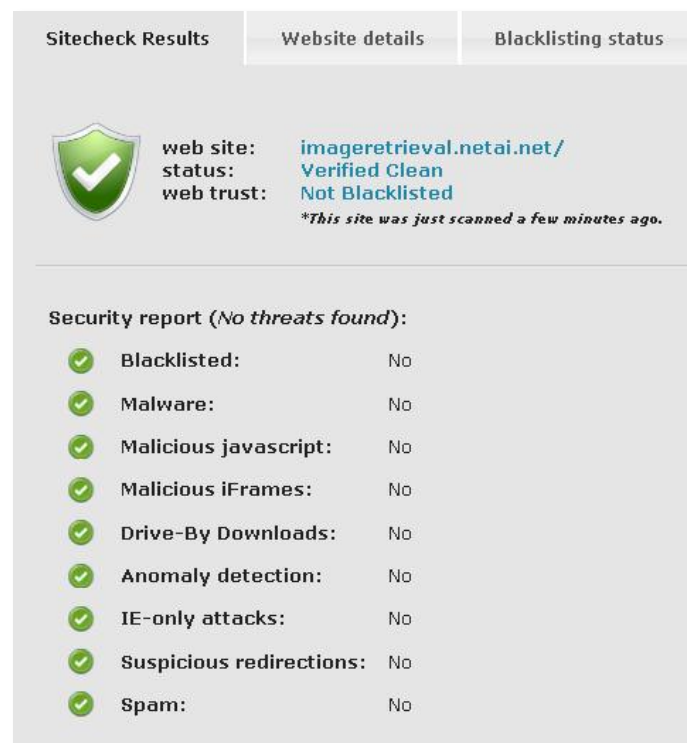 Sitecheck Results Website details Blacklisting status
web site: imageretrieval.netai.net/
status: Verified Clean
web trust: Not Blacklisted
*This site was just scanned a few minutes ago.
Security report (No threats found):
Blacklisted: No
Malware: No
Malicious javascript: No
Malicious iFrames: No
Drive-By Downloads: No
Anomaly detection: No
IE-only attacks: No
Suspicious redirections: No
Spam: No